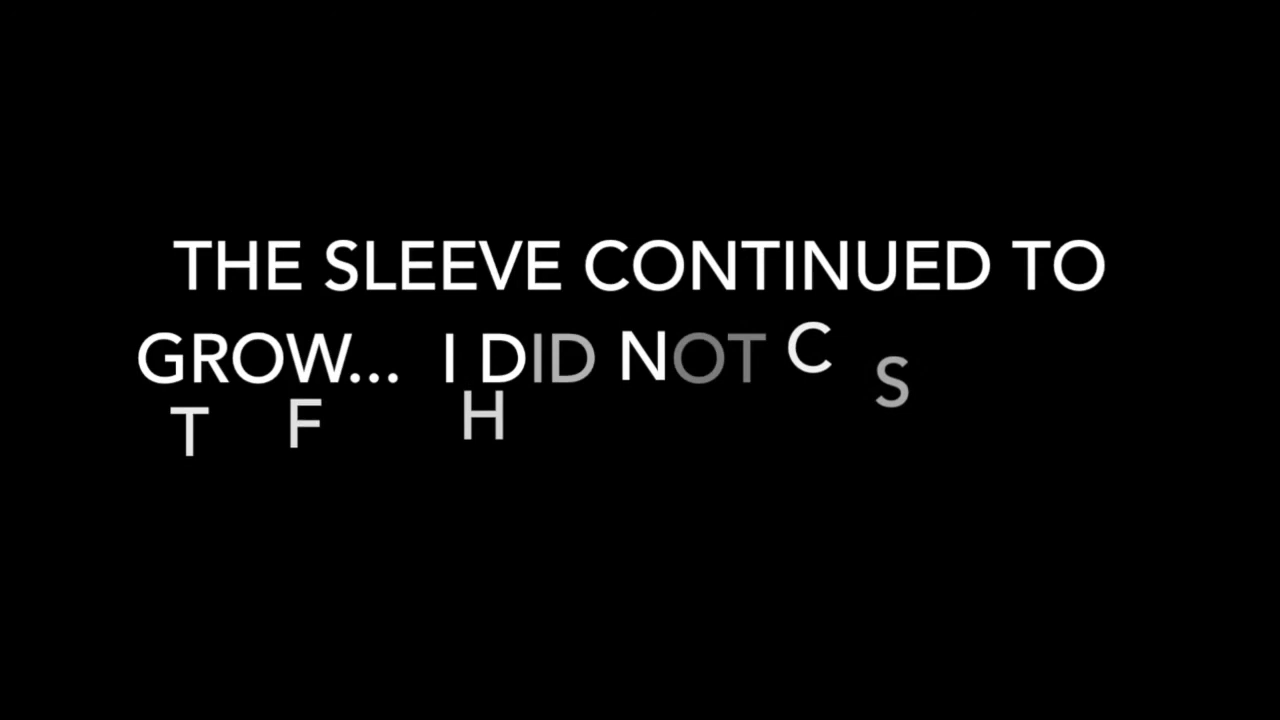 THE SLEEVE CONTINUED TO
GROW... I DID NOT C S
T F H